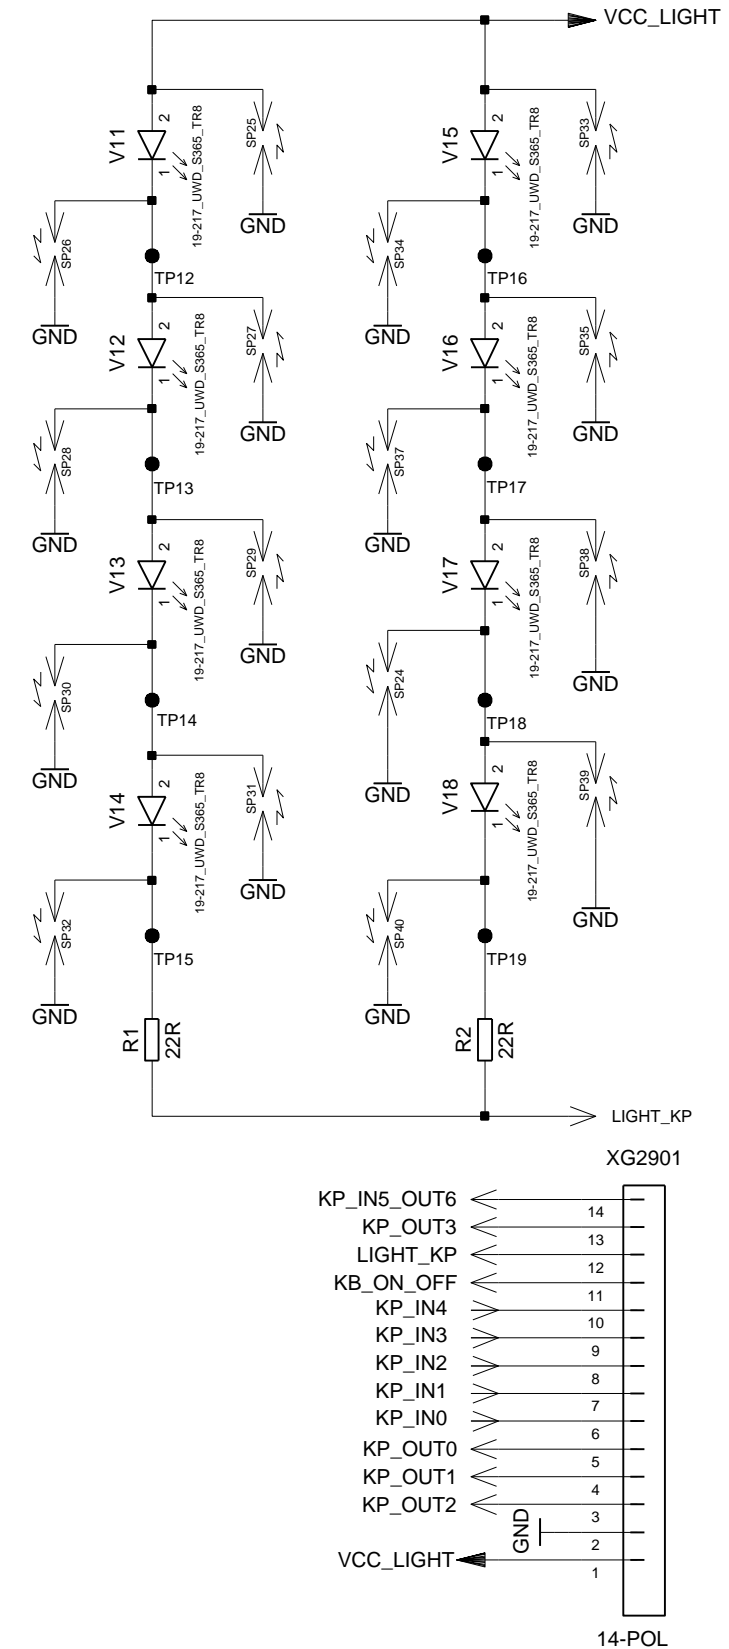 VCC_LIGHT
V11
2
1
19-217_UWD_S365_TR8
SP25
GND
V15
2
1
19-217_UWD_S365_TR8
SP33
GND
SP26
GND
TP12
SP34
GND
TP16
V12
2
1
19-217_UWD_S365_TR8
SP27
GND
V16
2
1
19-217_UWD_S365_TR8
SP35
GND
SP28
GND
TP13
SP37
GND
TP17
V13
2
1
19-217_UWD_S365_TR8
SP29
GND
V17
2
1
19-217_UWD_S365_TR8
SP38
GND
SP30
GND
TP14
SP24
GND
TP18
V14
2
1
19-217_UWD_S365_TR8
SP31
GND
V18
2
1
19-217_UWD_S365_TR8
SP39
GND
SP32
GND
TP15
SP40
GND
TP19
R1
22R
R2
22R
LIGHT_KP
XG2901
KP_IN5_OUT6 14
KP_OUT3 13
LIGHT_KP 12
KB_ON_OFF 11
KP_IN4 10
KP_IN3 9
KP_IN2 8
KP_IN1 7
KP_IN0 6
KP_OUT0 5
KP_OUT1 4
KP_OUT2 3
GND 2
VCC_LIGHT 1
14-POL